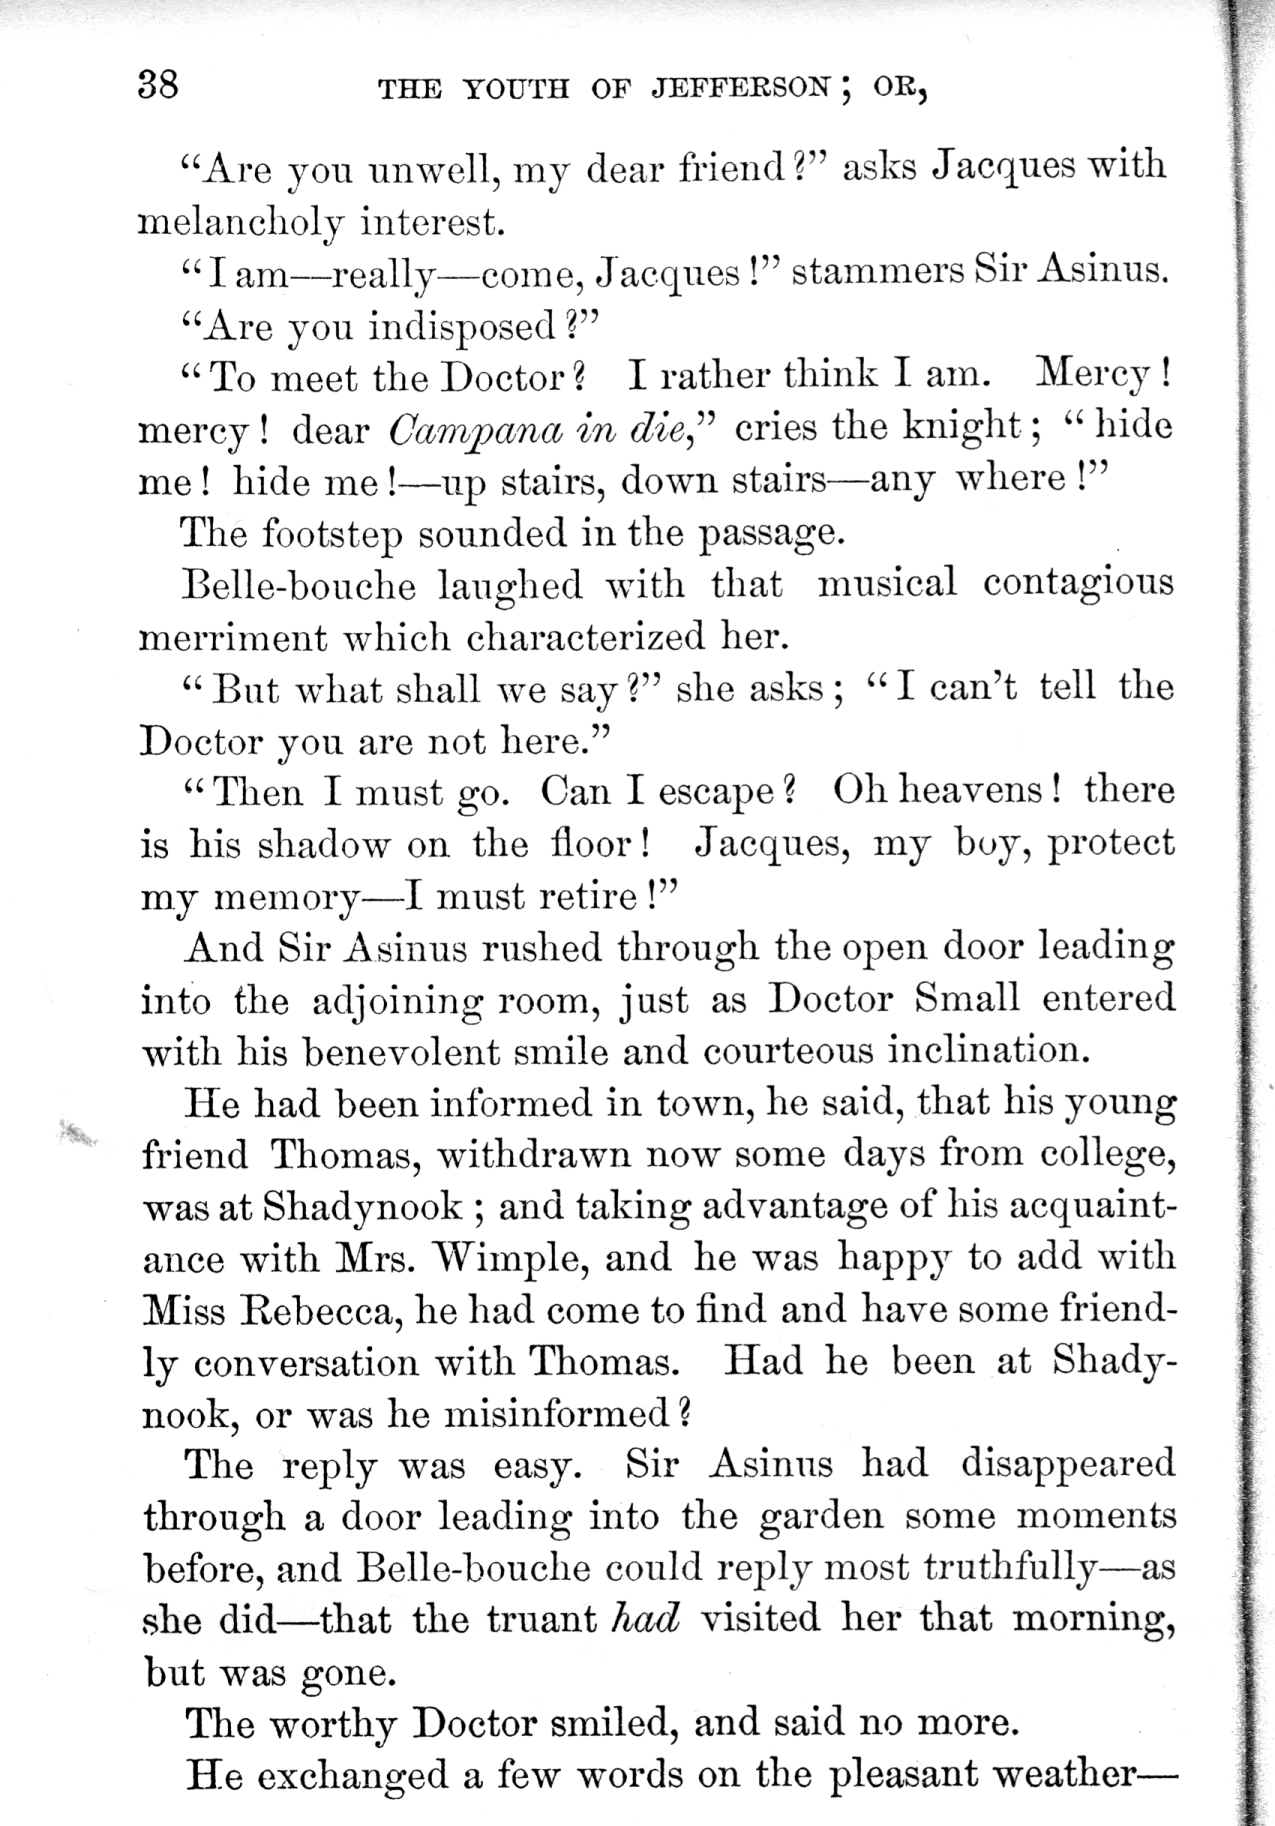 38 THE YOUTH OF JEFFERSON; OR,
"Are you unwell, my dear friend?" asks Jacques with
melancholy interest.
"I am—really—come, Jacques!" stammers Sir Asinus.
"Are you indisposed?"
"To meet the Doctor? I rather think I am. Mercy!
mercy! dear Campana in die," cries the knight; "hide
me! hide me!—up stairs, down stairs—any where!"
The footstep sounded in the passage.
Belle-bouche laughed with that musical contagious
merriment which characterized her.
"But what shall we say?" she asks; "I can't tell the
Doctor you are not here."
"Then I must go. Can I escape? Oh heavens! there
is his shadow on the floor! Jacques, my boy, protect
my memory—I must retire!"
And Sir Asinus rushed through the open door leading
into the adjoining room, just as Doctor Small entered
with his benevolent smile and courteous inclination.
He had been informed in town, he said, that his young
friend Thomas, withdrawn now some days from college,
was at Shadynook; and taking advantage of his acquaint-
ance with Mrs. Wimple, and he was happy to add with
Miss Rebecca, he had come to find and have some friend-
ly conversation with Thomas. Had he been at Shady-
nook, or was he misinformed?
The reply was easy. Sir Asinus had disappeared
through a door leading into the garden some moments
before, and Belle-bouche could reply most truthfully—as
she did—that the truant had visited her that morning,
but was gone.
The worthy Doctor smiled, and said no more.
He exchanged a few words on the pleasant weather—